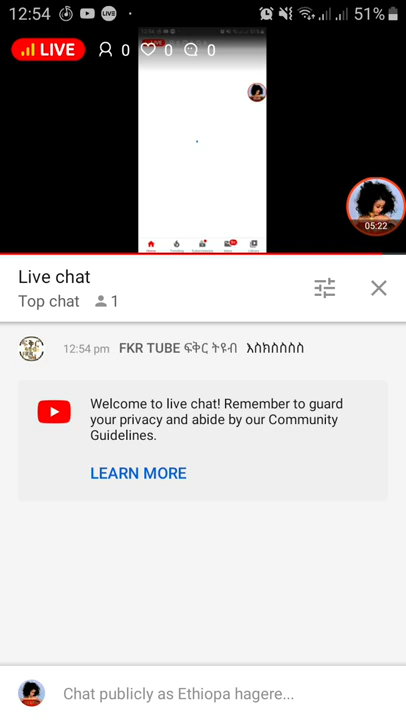 12:54 LIVE 51%
LIVE 0 0 0
05:22
Live chat
Top chat 1
12:54 pm FKR TUBE ፍቅር ትዩብ እስክስስስስ
Welcome to live chat! Remember to guard
your privacy and abide by our Community
Guidelines.
LEARN MORE
Chat publicly as Ethiopa hagere...